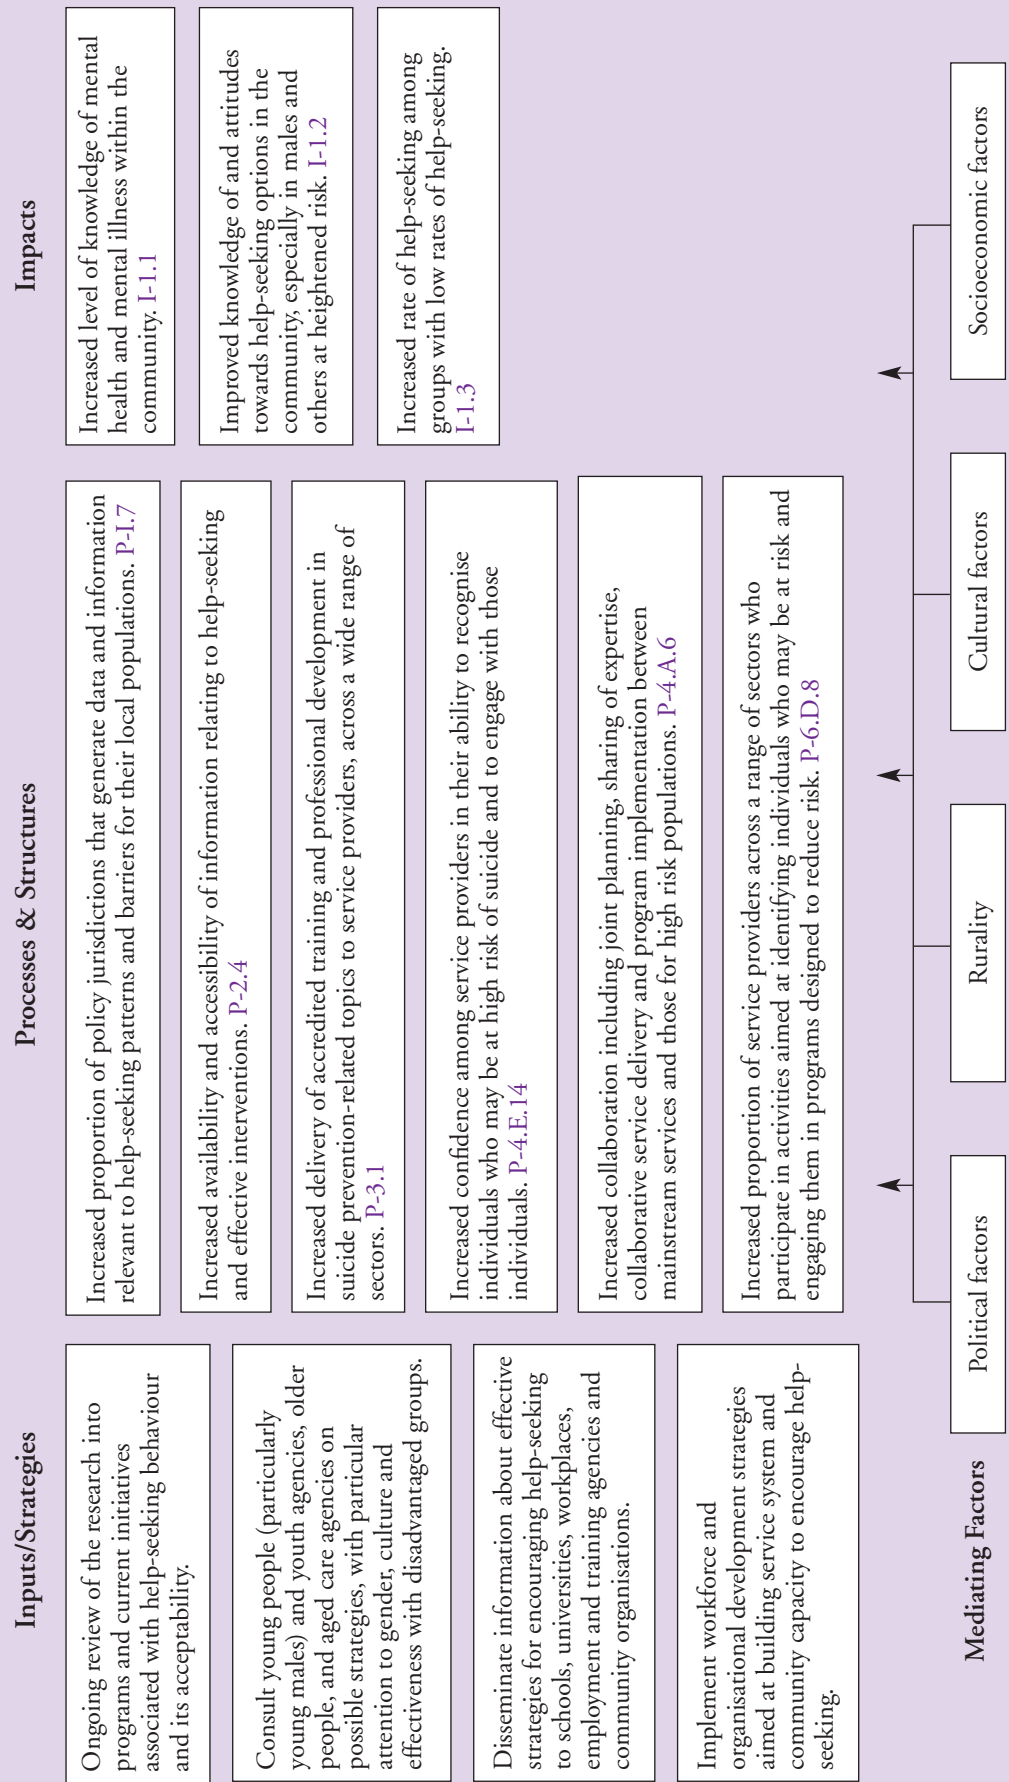 Inputs/Strategies
Ongoing review of the research into
programs and current initiatives
associated with help-seeking behaviour
and its acceptability.
Consult young people (particularly
young males) and youth agencies, older
people, and aged care agencies on
possible strategies, with particular
attention to gender, culture and
effectiveness with disadvantaged groups.
Disseminate information about effective
strategies for encouraging help-seeking
to schools, universities, workplaces,
employment and training agencies and
community organisations.
Implement workforce and
organisational development strategies
aimed at building service system and
community capacity to encourage help-
seeking.
Processes & Structures
Increased proportion of policy jurisdictions that generate data and information
relevant to help-seeking patterns and barriers for their local populations. P-I.7
Increased availability and accessibility of information relating to help-seeking
and effective interventions. P-2.4
Increased delivery of accredited training and professional development in
suicide prevention-related topics to service providers, across a wide range of
sectors. P-3.1
Increased confidence among service providers in their ability to recognise
individuals who may be at high risk of suicide and to engage with those
individuals. P-4.E.14
Increased collaboration including joint planning, sharing of expertise,
collaborative service delivery and program implementation between
mainstream services and those for high risk populations. P-4.A.6
Increased proportion of service providers across a range of sectors who
participate in activities aimed at identifying individuals who may be at risk and
engaging them in programs designed to reduce risk. P-6.D.8
Impacts
Increased level of knowledge of mental
health and mental illness within the
community. I-1.1
Improved knowledge of and attitudes
towards help-seeking options in the
community, especially in males and
others at heightened risk. I-1.2
Increased rate of help-seeking among
groups with low rates of help-seeking.
I-1.3
Mediating Factors
Political factors
Rurality
Cultural factors
Socioeconomic factors